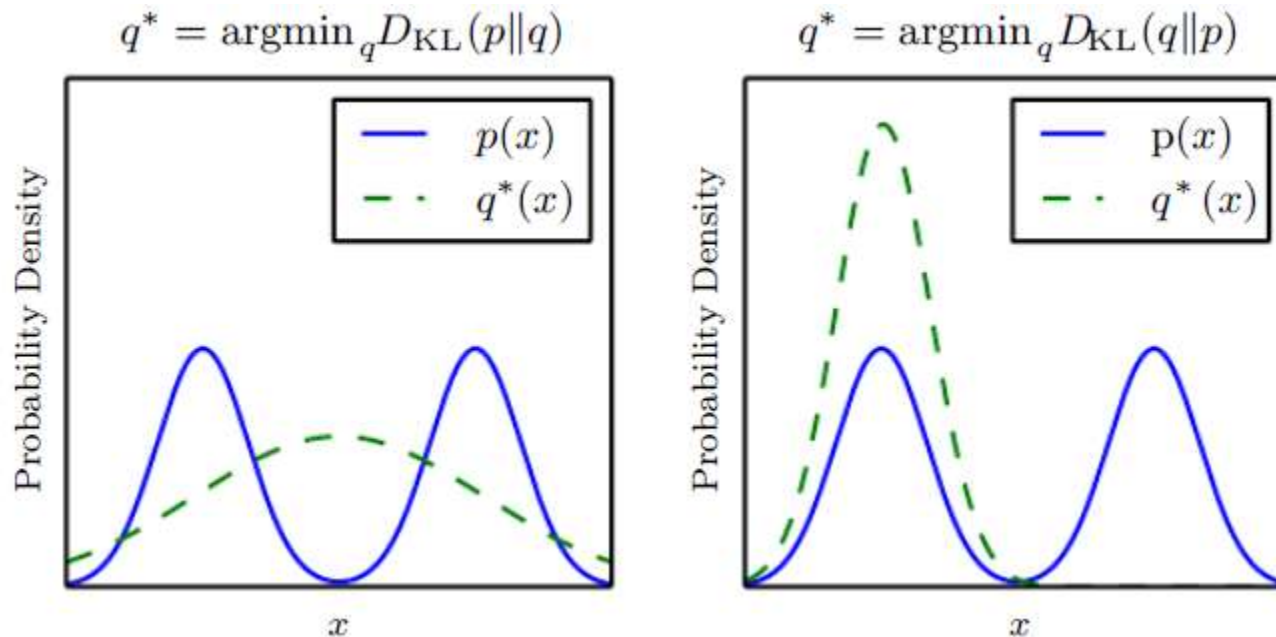 q* = argmin_q D_KL(p‖q)
Probability Density
p(x)
q*(x)
x
q* = argmin_q D_KL(q‖p)
Probability Density
p(x)
q*(x)
x